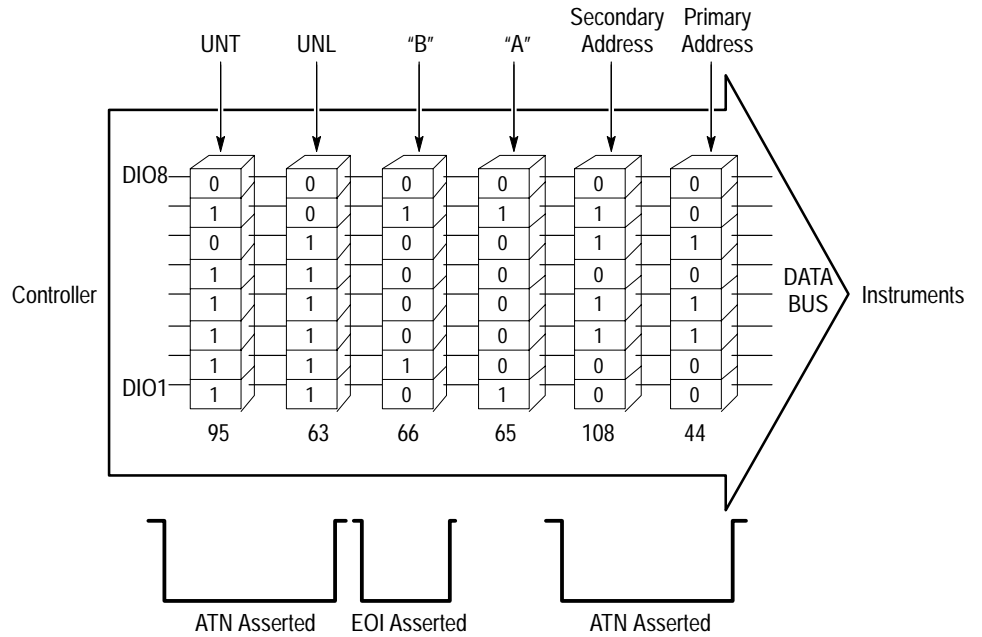 UNT UNL "B" "A" Secondary Address Primary Address
DIO8 0 0 0 0 0 0
1 0 1 1 1 0
0 1 0 0 1 1
1 1 0 0 0 0
Controller 1 1 0 0 1 1 DATA BUS Instruments
1 1 0 0 1 1
1 1 1 0 0 0
DIO1 1 1 0 1 0 0
95 63 66 65 108 44
ATN Asserted EOI Asserted ATN Asserted